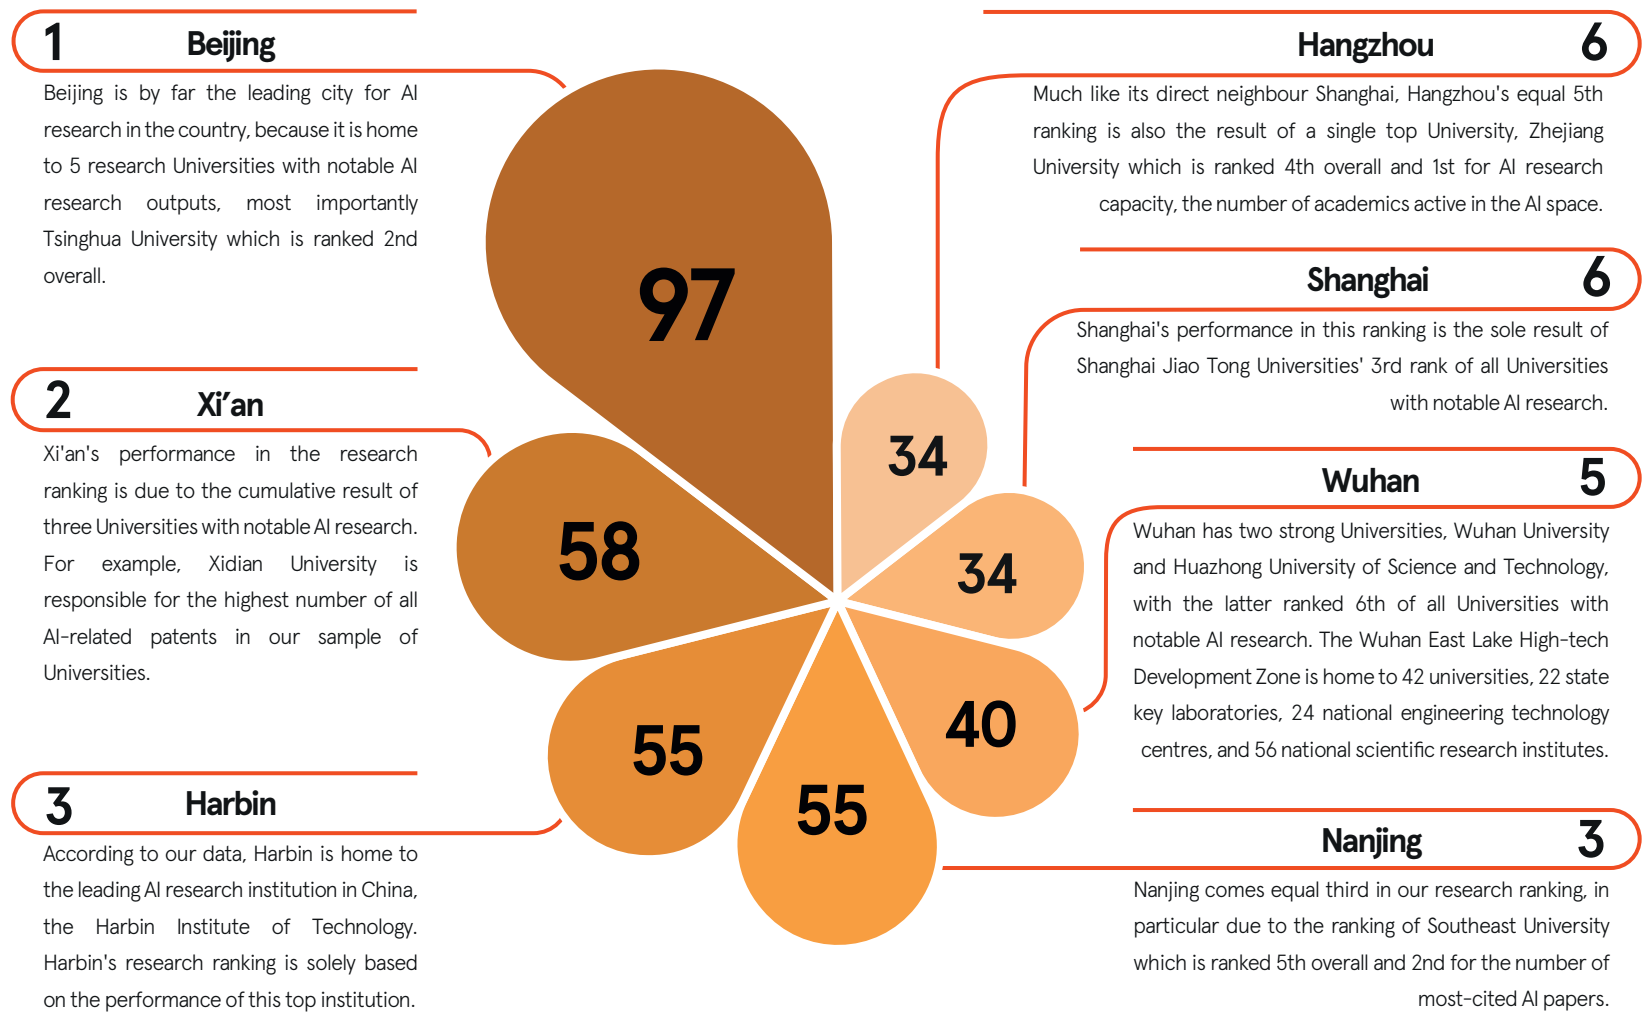 1 Beijing
Beijing is by far the leading city for AI
research in the country, because it is home
to 5 research Universities with notable AI
research outputs, most importantly
Tsinghua University which is ranked 2nd
overall.
2 Xi’an
Xi'an's performance in the research
ranking is due to the cumulative result of
three Universities with notable AI research.
For example, Xidian University is
responsible for the highest number of all
AI-related patents in our sample of
Universities.
3 Harbin
According to our data, Harbin is home to
the leading AI research institution in China,
the Harbin Institute of Technology.
Harbin's research ranking is solely based
on the performance of this top institution.
97
58
55
55
40
34
34
Hangzhou 6
Much like its direct neighbour Shanghai, Hangzhou's equal 5th
ranking is also the result of a single top University, Zhejiang
University which is ranked 4th overall and 1st for AI research
capacity, the number of academics active in the AI space.
Shanghai 6
Shanghai's performance in this ranking is the sole result of
Shanghai Jiao Tong Universities' 3rd rank of all Universities
with notable AI research.
Wuhan 5
Wuhan has two strong Universities, Wuhan University
and Huazhong University of Science and Technology,
with the latter ranked 6th of all Universities with
notable AI research. The Wuhan East Lake High-tech
Development Zone is home to 42 universities, 22 state
key laboratories, 24 national engineering technology
centres, and 56 national scientific research institutes.
Nanjing 3
Nanjing comes equal third in our research ranking, in
particular due to the ranking of Southeast University
which is ranked 5th overall and 2nd for the number of
most-cited AI papers.